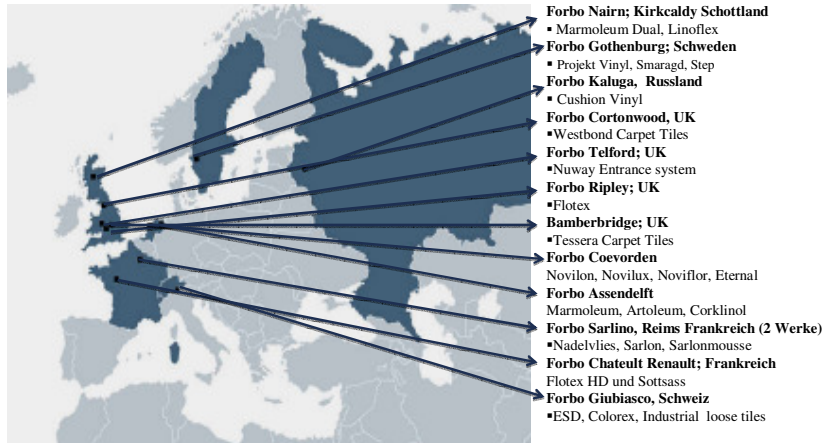 Forbo Nairn; Kirkcaldy Schottland
▪ Marmoleum Dual, Linoflex
Forbo Gothenburg; Schweden
▪ Projekt Vinyl, Smaragd, Step
Forbo Kaluga, Russland
▪ Cushion Vinyl
Forbo Cortonwood, UK
▪Westbond Carpet Tiles
Forbo Telford; UK
▪Nuway Entrance system
Forbo Ripley; UK
▪Flotex
Bamberbridge; UK
▪Tessera Carpet Tiles
Forbo Coevorden
Novilon, Novilux, Noviflor, Eternal
Forbo Assendelft
Marmoleum, Artoleum, Corklinol
Forbo Sarlino, Reims Frankreich (2 Werke)
▪Nadelvlies, Sarlon, Sarlonmousse
Forbo Chateult Renault; Frankreich
Flotex HD und Sottsass
Forbo Giubiasco, Schweiz
▪ESD, Colorex, Industrial loose tiles